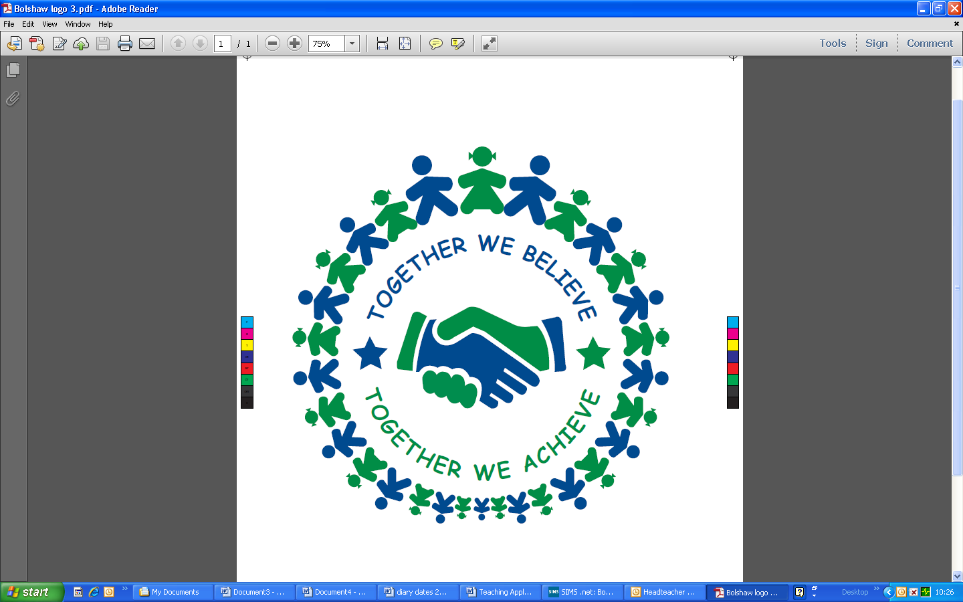 Bolshaw logo 3.pdf - Adobe Reader
File Edit View Window Help
1 / 1 75% Tools Sign Comment
TOGETHER WE BELIEVE
TOGETHER WE ACHIEVE
start My Documents Document3 - ... Document4 - ... diary dates 2... Teaching Appl... SIMS .net: Bo... Headteacher ... Bolshaw logo ... Desktop 10:26